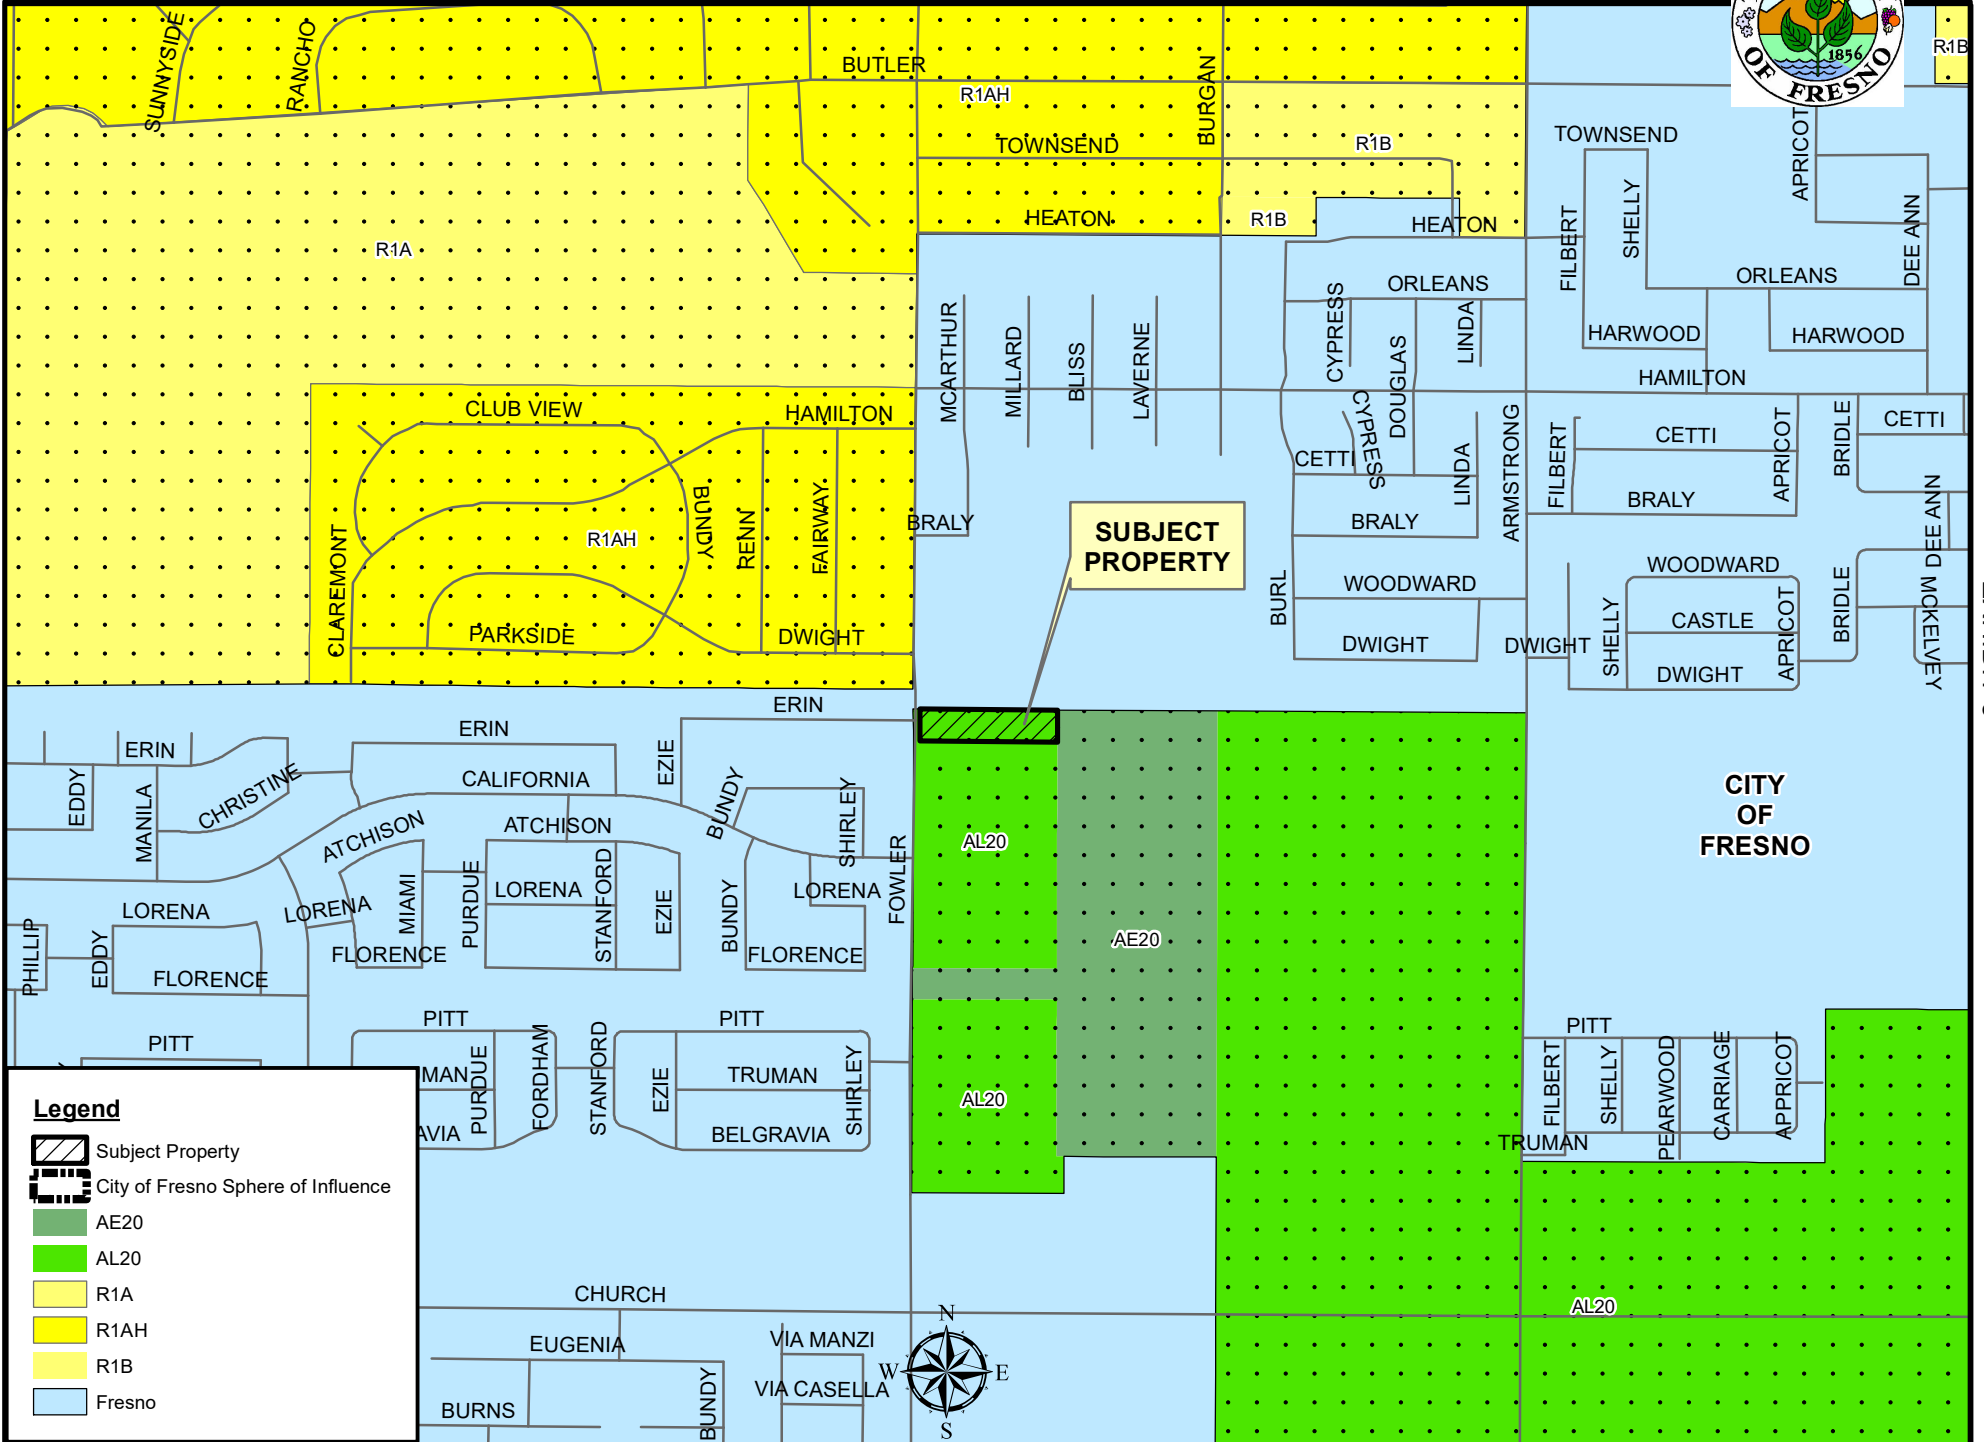 SUNNYSIDE
RANCHO
BUTLER
BURGAN
R1AH
TOWNSEND
R1B
HEATON
R1B
HEATON
R1A
1856
OF FRESNO
R1B
TOWNSEND
APRICOT
FILBERT
SHELLY
DEE ANN
ORLEANS
HARWOOD
HARWOOD
HAMILTON
ORLEANS
MCARTHUR
MILLARD
BLISS
LAVERNE
CYPRESS
DOUGLAS
LINDA
CYPRESS
CETTI
LINDA
ARMSTRONG
FILBERT
CETTI
APRICOT
BRIDLE
CETTI
BRALY
BRALY
BRALY
CLUB VIEW
HAMILTON
CLAREMONT
R1AH
BUNDY
RENN
FAIRWAY
PARKSIDE
DWIGHT
SUBJECT
PROPERTY
BURL
WOODWARD
DWIGHT
DWIGHT
SHELLY
WOODWARD
CASTLE
DWIGHT
APRICOT
BRIDLE
DEE ANN
MCKELVEY
ERIN
ERIN
ERIN
EDDY
MANILA
CHRISTINE
CALIFORNIA
EZIE
BUNDY
SHIRLEY
ATCHISON
ATCHISON
FOWLER
AL20
CITY
OF
FRESNO
LORENA
LORENA
MIAMI
PURDUE
LORENA
STANFORD
EZIE
BUNDY
LORENA
PHILLIP
EDDY
FLORENCE
FLORENCE
FLORENCE
AE20
PITT
PITT
PITT
PITT
MAN
PURDUE
FORDHAM
STANFORD
EZIE
TRUMAN
SHIRLEY
AVIA
BELGRAVIA
AL20
FILBERT
SHELLY
PEARWOOD
CARRIAGE
APPRICOT
TRUMAN
Legend
Subject Property
City of Fresno Sphere of Influence
AE20
AL20
R1A
R1AH
R1B
Fresno
CHURCH
AL20
EUGENIA
VIA MANZI
VIA CASELLA
BURNS
BUNDY
N
W
E
S